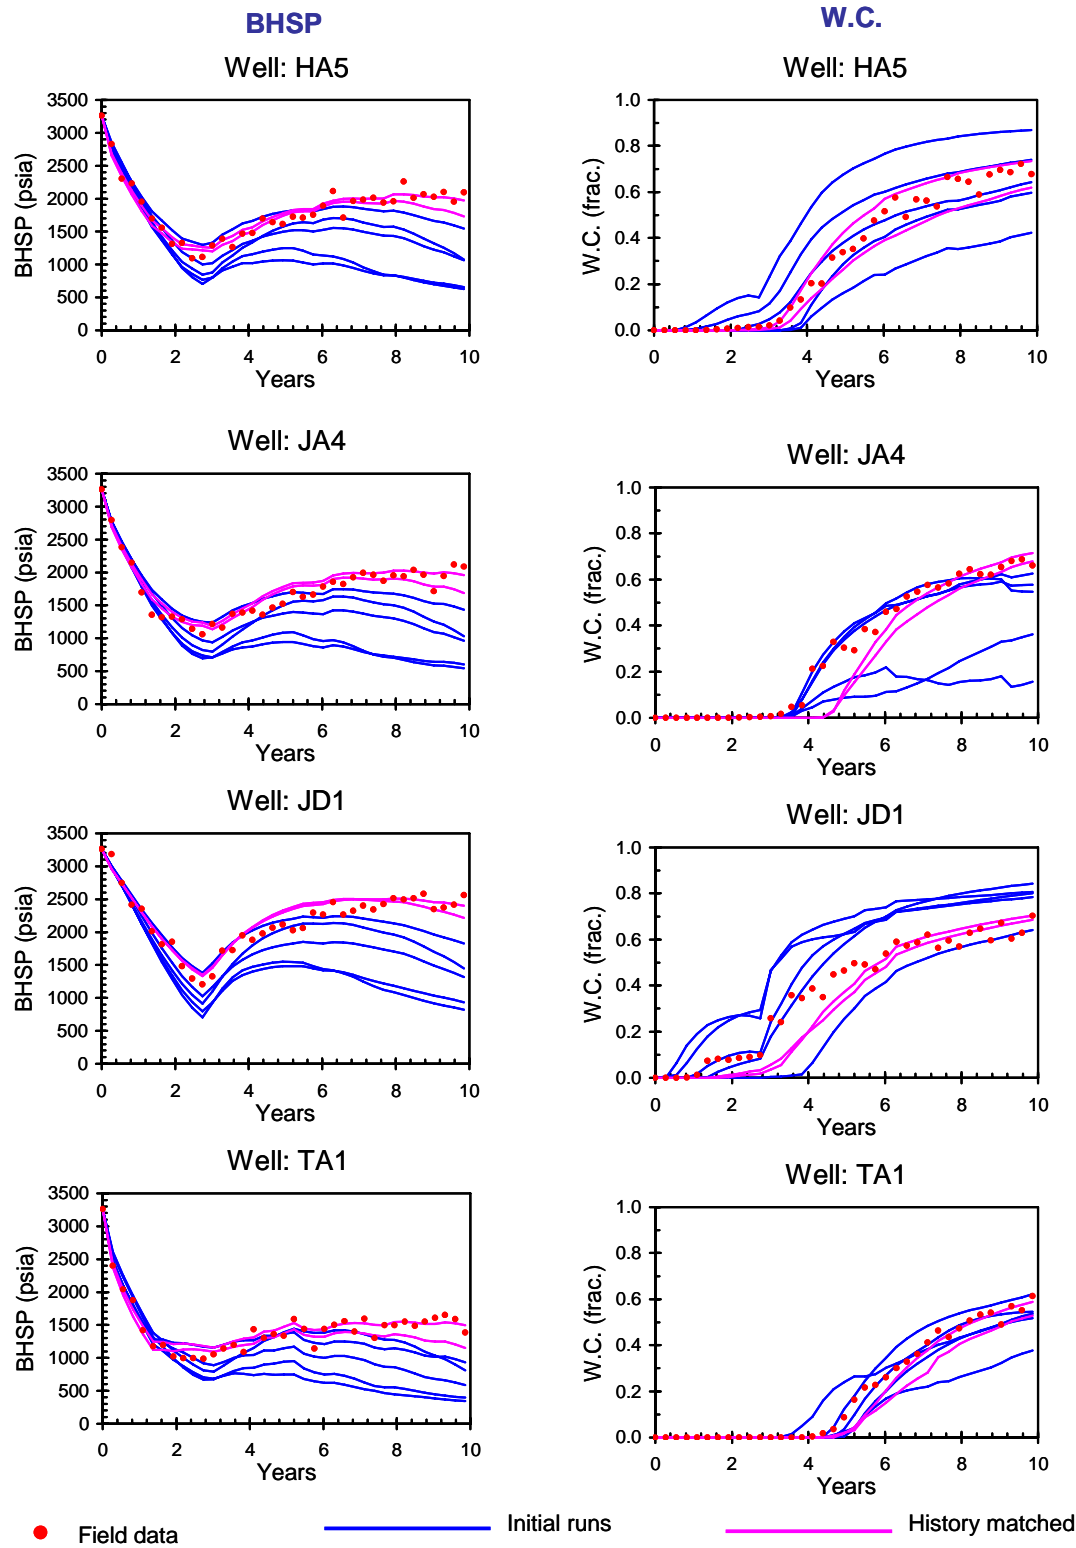 BHSP
W.C.
Well: HA5
Well: HA5
3500
3000
2500
2000
1500
1000
500
0
BHSP (psia)
0 2 4 6 8 10
Years
1.0
0.8
0.6
0.4
0.2
0.0
W.C. (frac.)
0 2 4 6 8 10
Years
Well: JA4
Well: JA4
3500
3000
2500
2000
1500
1000
500
0
BHSP (psia)
0 2 4 6 8 10
Years
1.0
0.8
0.6
0.4
0.2
0.0
W.C. (frac.)
0 2 4 6 8 10
Years
Well: JD1
Well: JD1
3500
3000
2500
2000
1500
1000
500
0
BHSP (psia)
0 2 4 6 8 10
Years
1.0
0.8
0.6
0.4
0.2
0.0
W.C. (frac.)
0 2 4 6 8 10
Years
Well: TA1
Well: TA1
3500
3000
2500
2000
1500
1000
500
0
BHSP (psia)
0 2 4 6 8 10
Years
1.0
0.8
0.6
0.4
0.2
0.0
W.C. (frac.)
0 2 4 6 8 10
Years
Field data
Initial runs
History matched